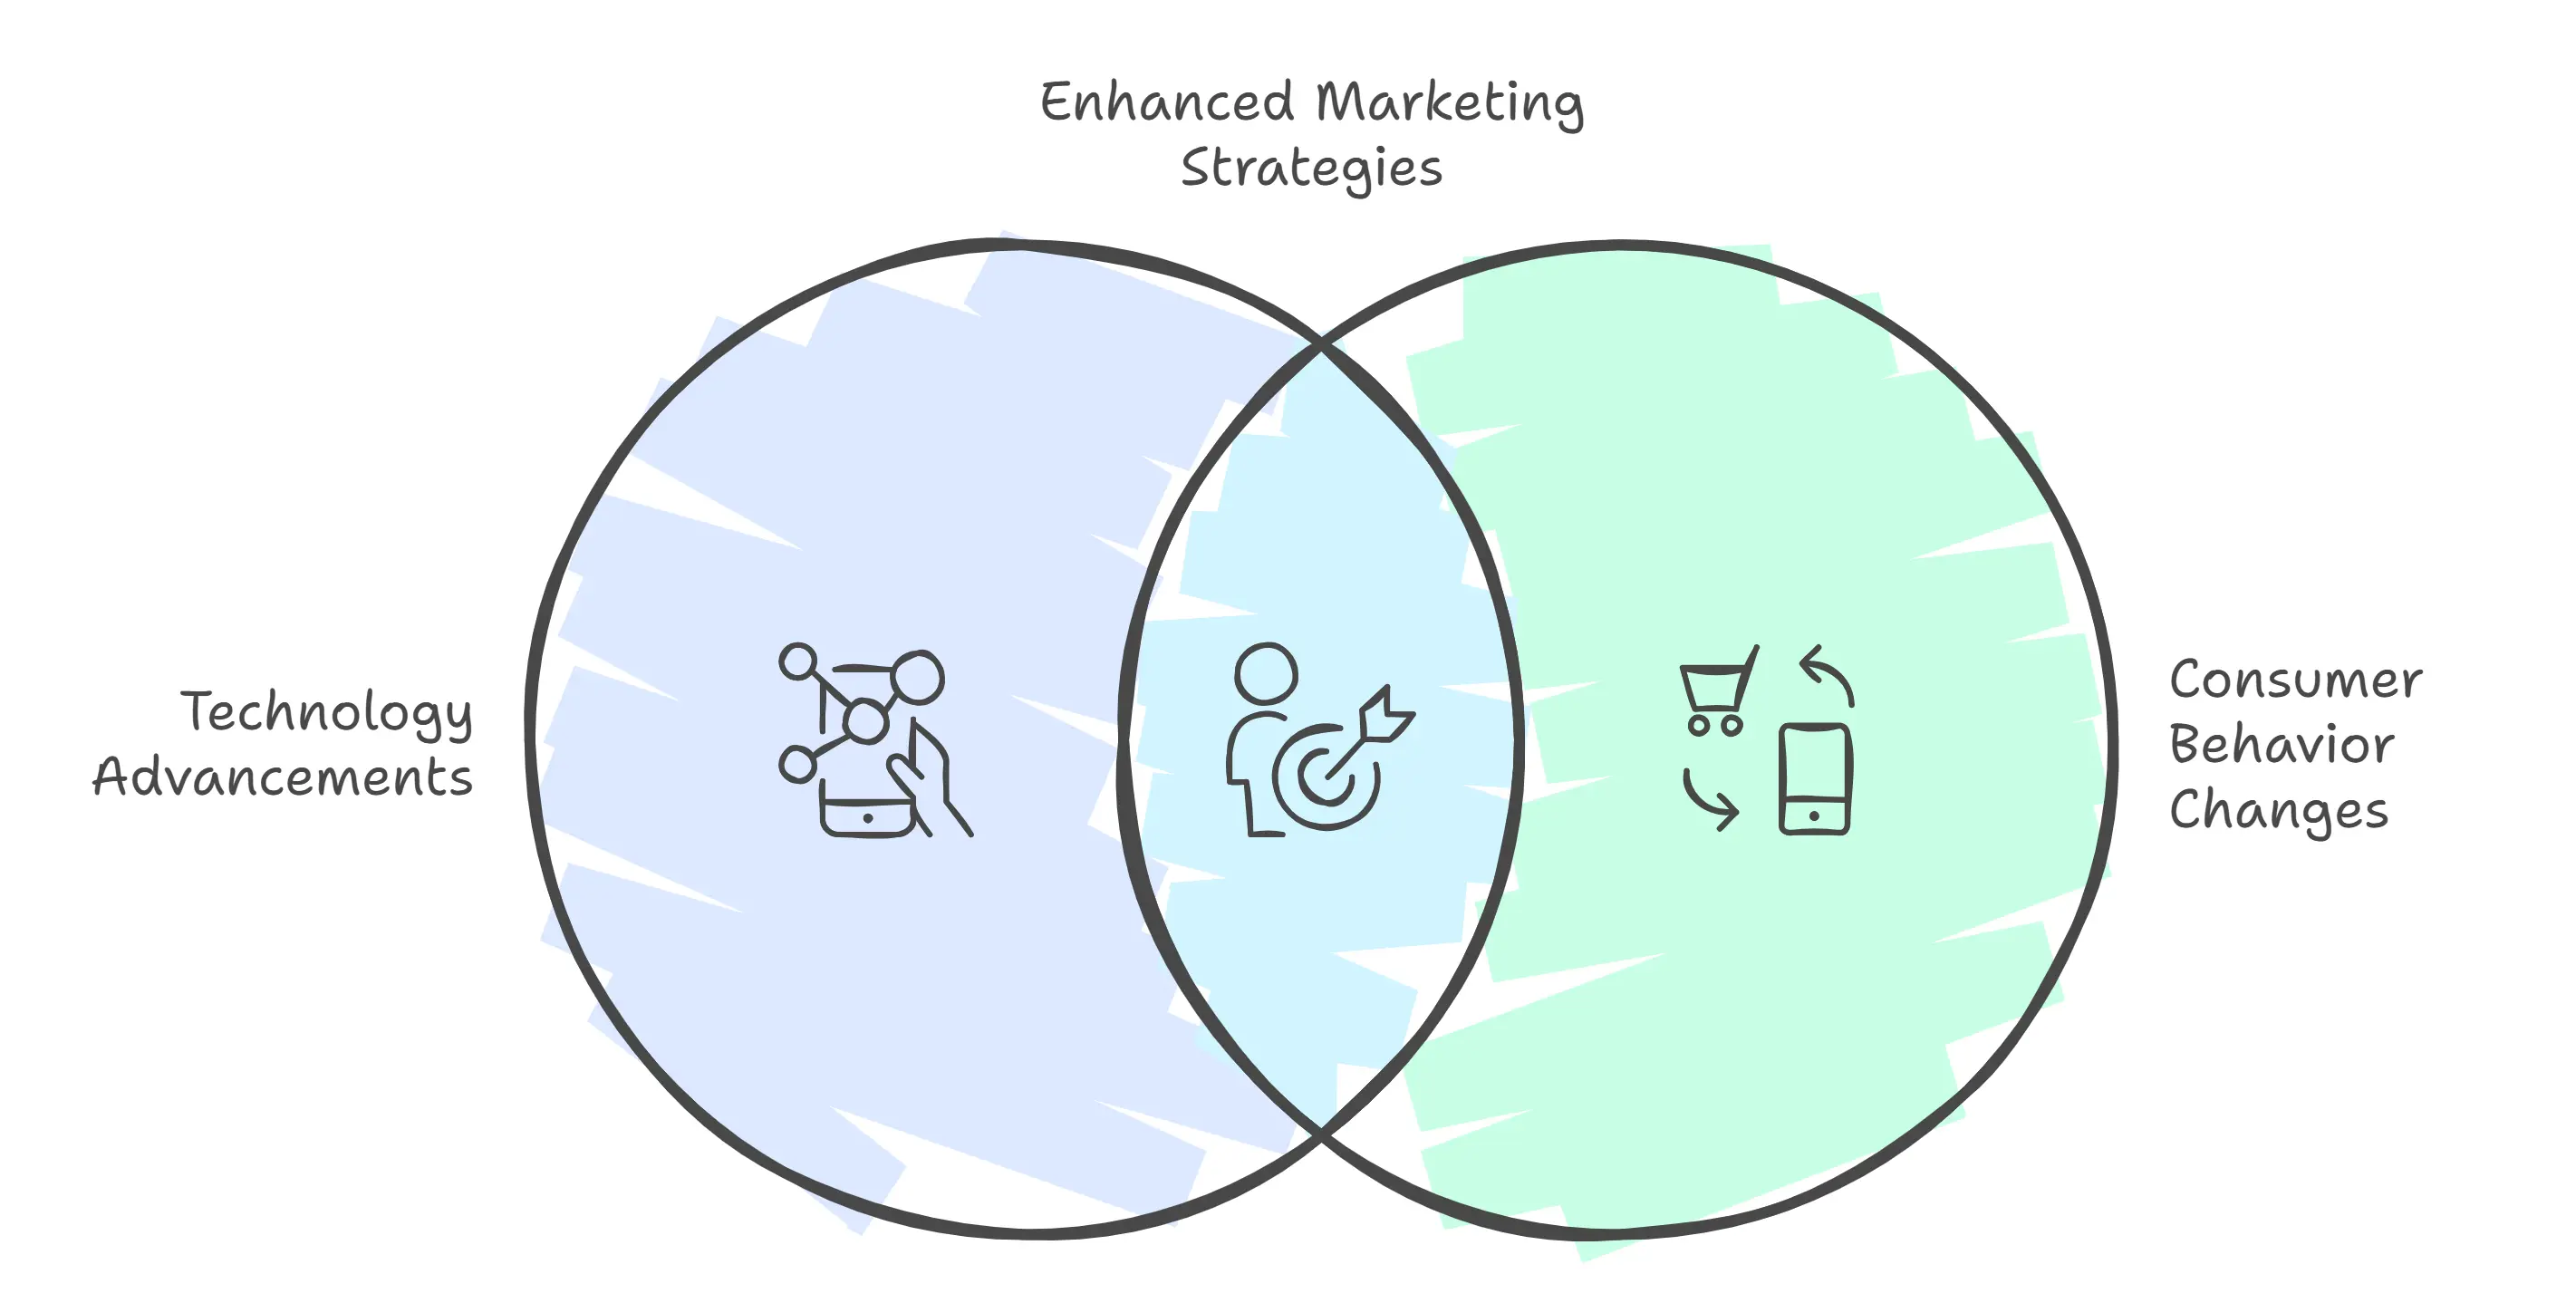 Enhanced Marketing
Strategies
Technology
Advancements
Consumer
Behavior
Changes